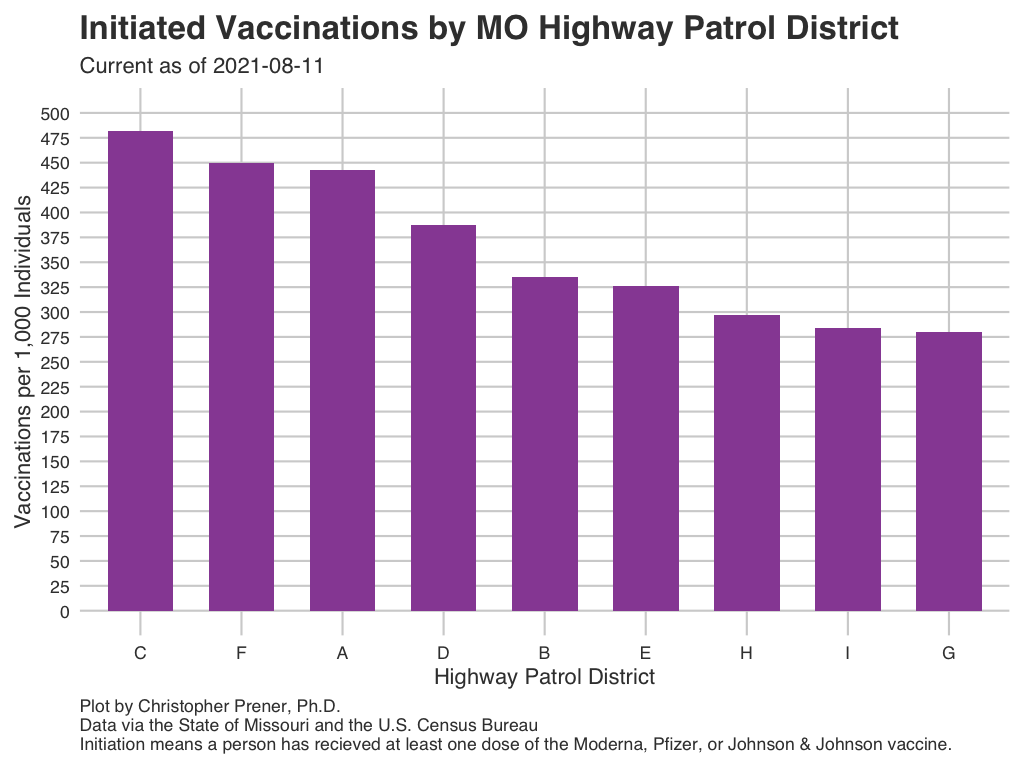 Initiated Vaccinations by MO Highway Patrol District
Current as of 2021-08-11
Vaccinations per 1,000 Individuals
500
475
450
425
400
375
350
325
300
275
250
225
200
175
150
125
100
75
50
25
0
C F A D B E H I G
Highway Patrol District
Plot by Christopher Prener, Ph.D.
Data via the State of Missouri and the U.S. Census Bureau
Initiation means a person has recieved at least one dose of the Moderna, Pfizer, or Johnson & Johnson vaccine.